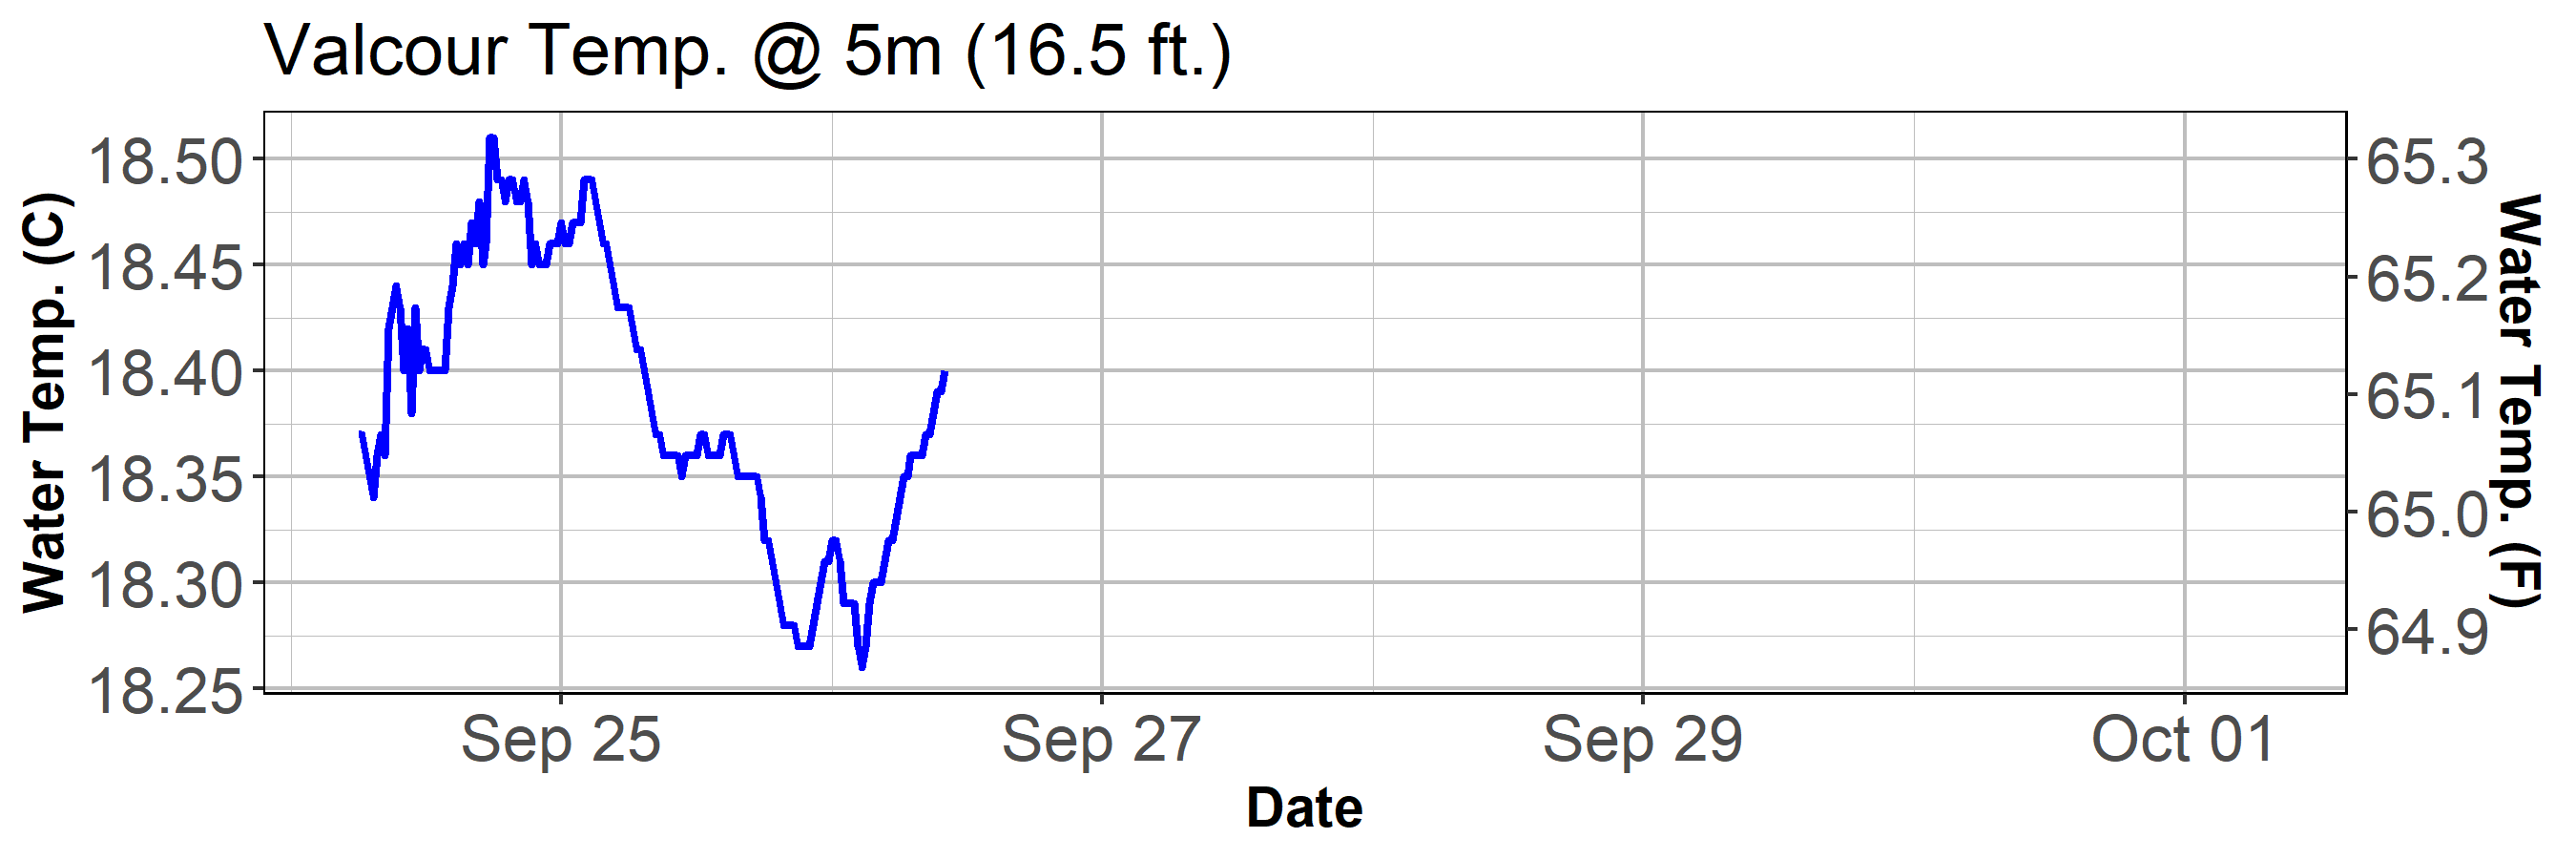 Valcour Temp. @ 5m (16.5 ft.)
Water Temp. (C)
18.50
18.45
18.40
18.35
18.30
18.25
65.3
65.2
65.1
65.0
64.9
Water Temp. (F)
Sep 25
Sep 27
Sep 29
Oct 01
Date